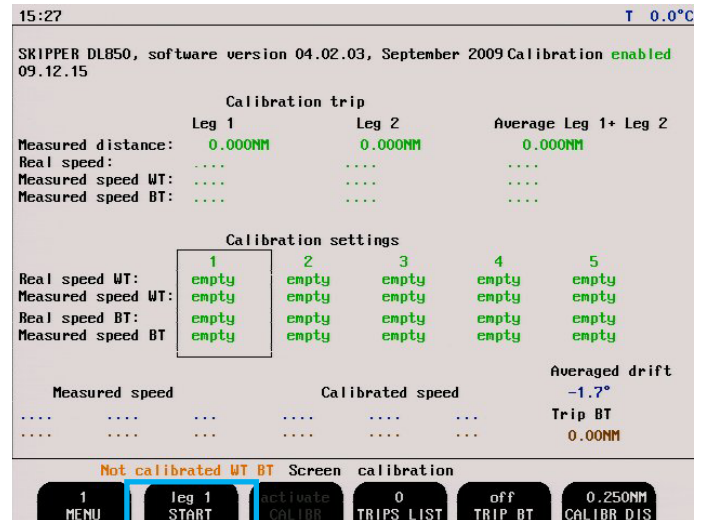 15:27 T 0.0°C
SKIPPER DL850, software version 04.02.03, September 2009 Calibration enabled
09.12.15
Calibration trip
Leg 1 Leg 2 Average Leg 1+ Leg 2
Measured distance: 0.000NM 0.000NM 0.000NM
Real speed: .... .... ....
Measured speed WT: .... .... ....
Measured speed BT: .... .... ....
Calibration settings
1 2 3 4 5
Real speed WT: empty empty empty empty empty
Measured speed WT: empty empty empty empty empty
Real speed BT: empty empty empty empty empty
Measured speed BT empty empty empty empty empty
Averaged drift
Measured speed Calibrated speed -1.7°
.... .... ... .... .... ... Trip BT
.... .... ... .... .... ... 0.00NM
Not calibrated WT BT Screen calibration
1 leg 1 activate 0 off 0.250NM
MENU START CALIBR TRIPS LIST TRIP BT CALIBR DIS